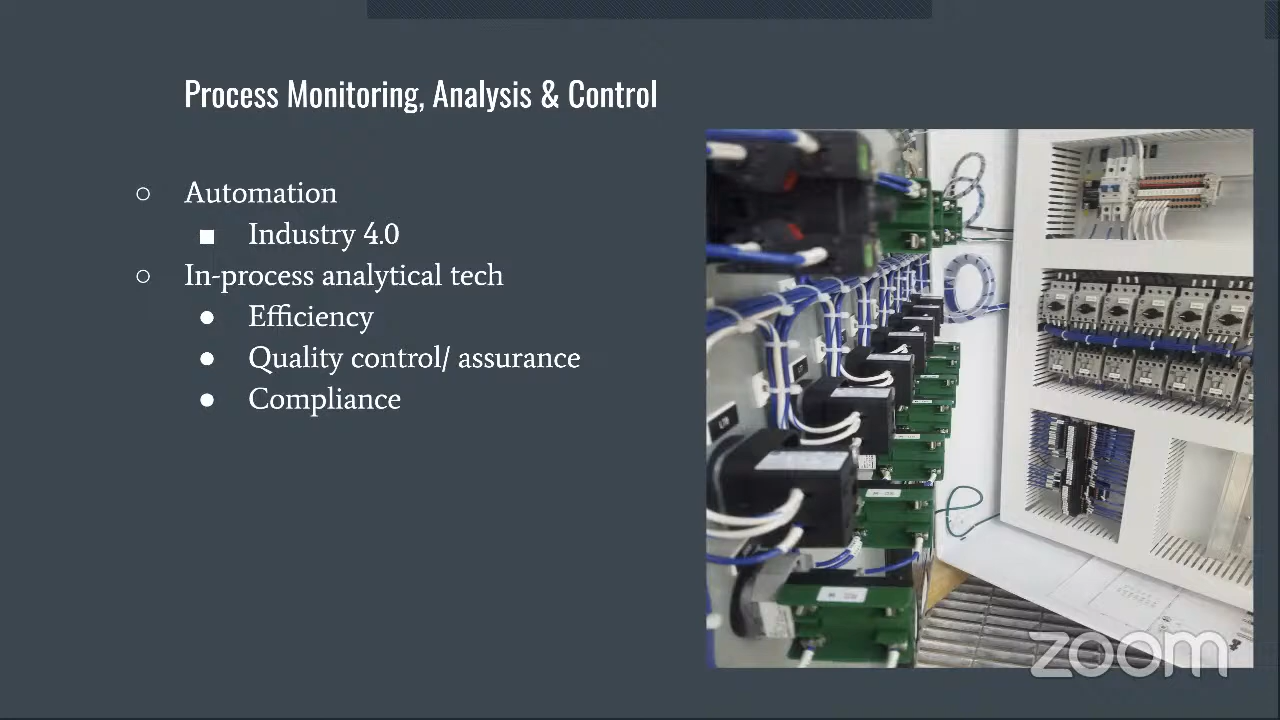 Process Monitoring, Analysis & Control
Automation
Industry 4.0
In-process analytical tech
Efficiency
Quality control/ assurance
Compliance
zoom